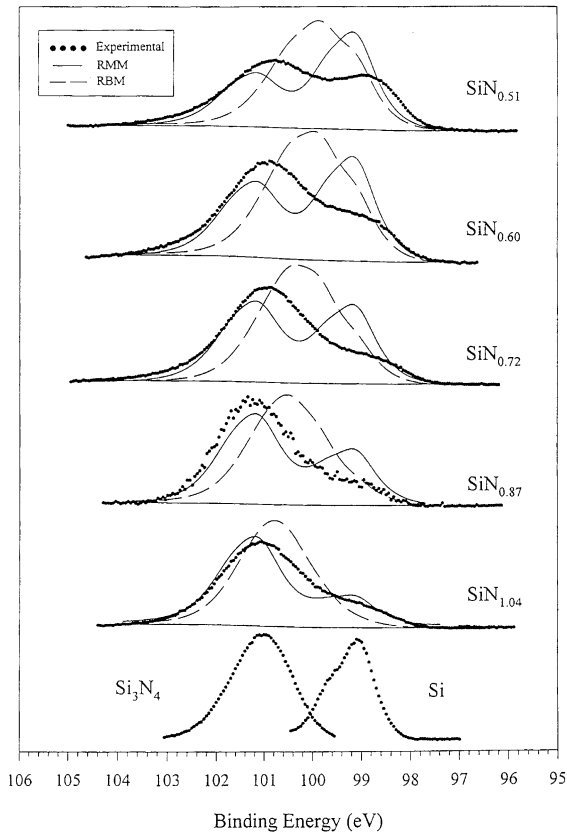 Experimental
RMM
RBM
SiN0.51
SiN0.60
SiN0.72
SiN0.87
SiN1.04
Si3N4
Si
106 105 104 103 102 101 100 99 98 97 96 95
Binding Energy (eV)